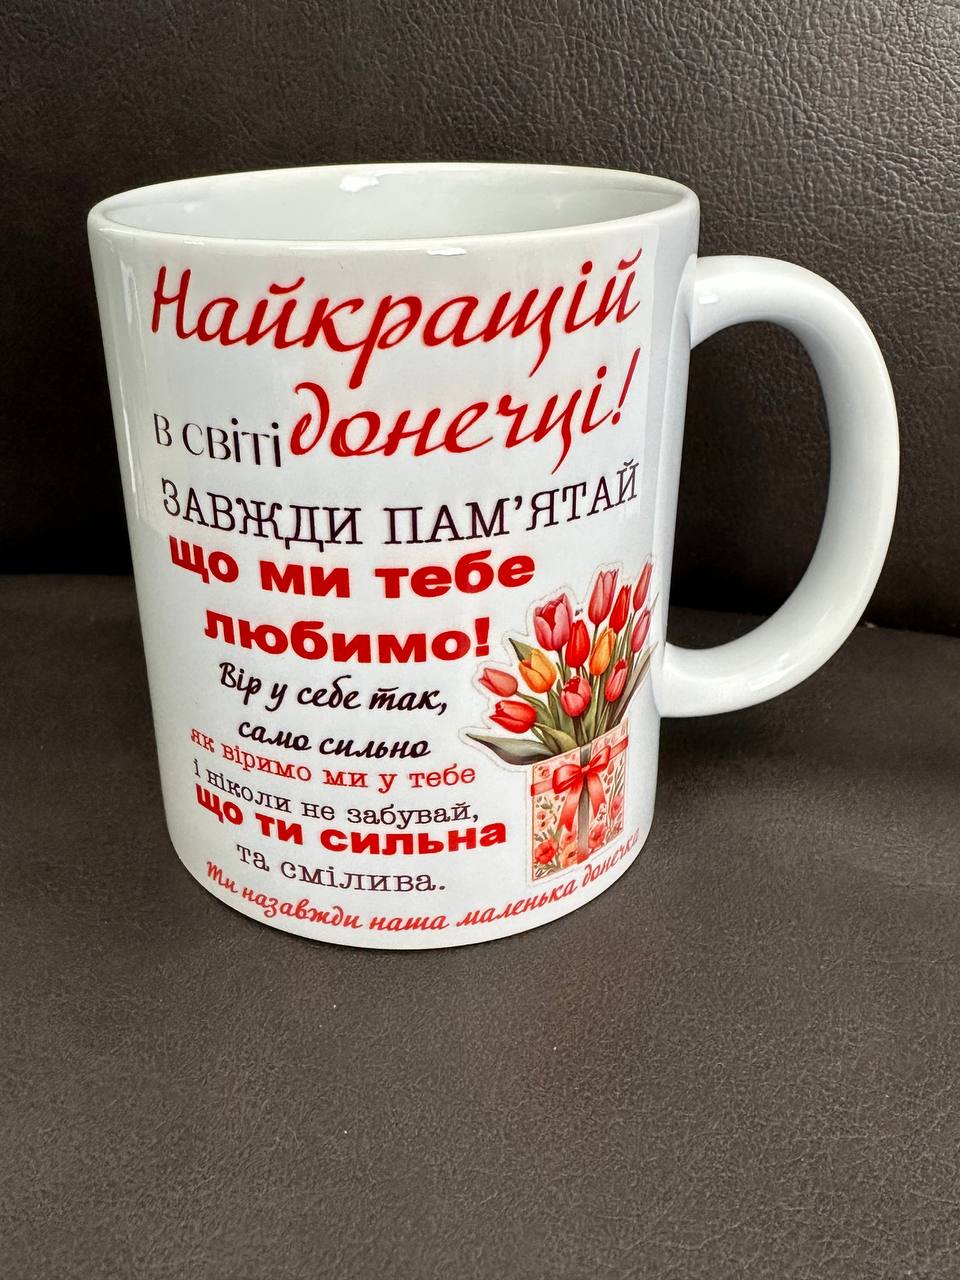 Найкращій
в світі донечці!
ЗАВЖДИ ПАМ'ЯТАЙ
що ми тебе
любимо!
Вір у себе так,
само сильно
як віримо ми у тебе
і ніколи не забувай,
що ти сильна
та смілива.
Ти назавжди наша маленька донечка